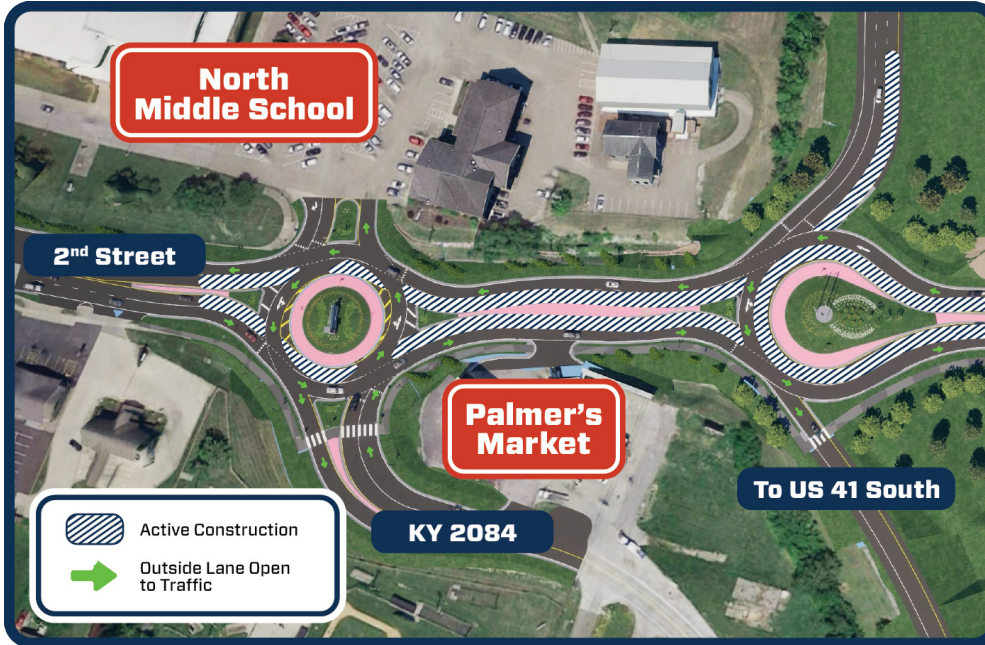 North
Middle School
2nd Street
Palmer's
Market
To US 41 South
KY 2084
Active Construction
Outside Lane Open
to Traffic